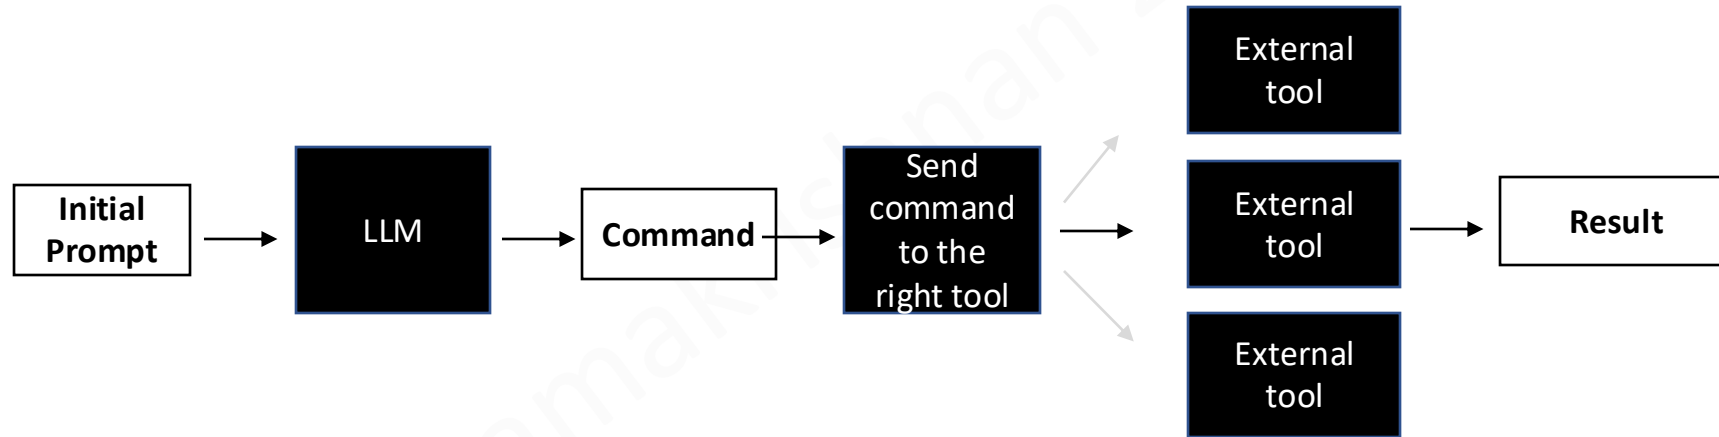 External
tool
Initial
Prompt
LLM
Command
Send
command
to the
right tool
External
tool
Result
External
tool